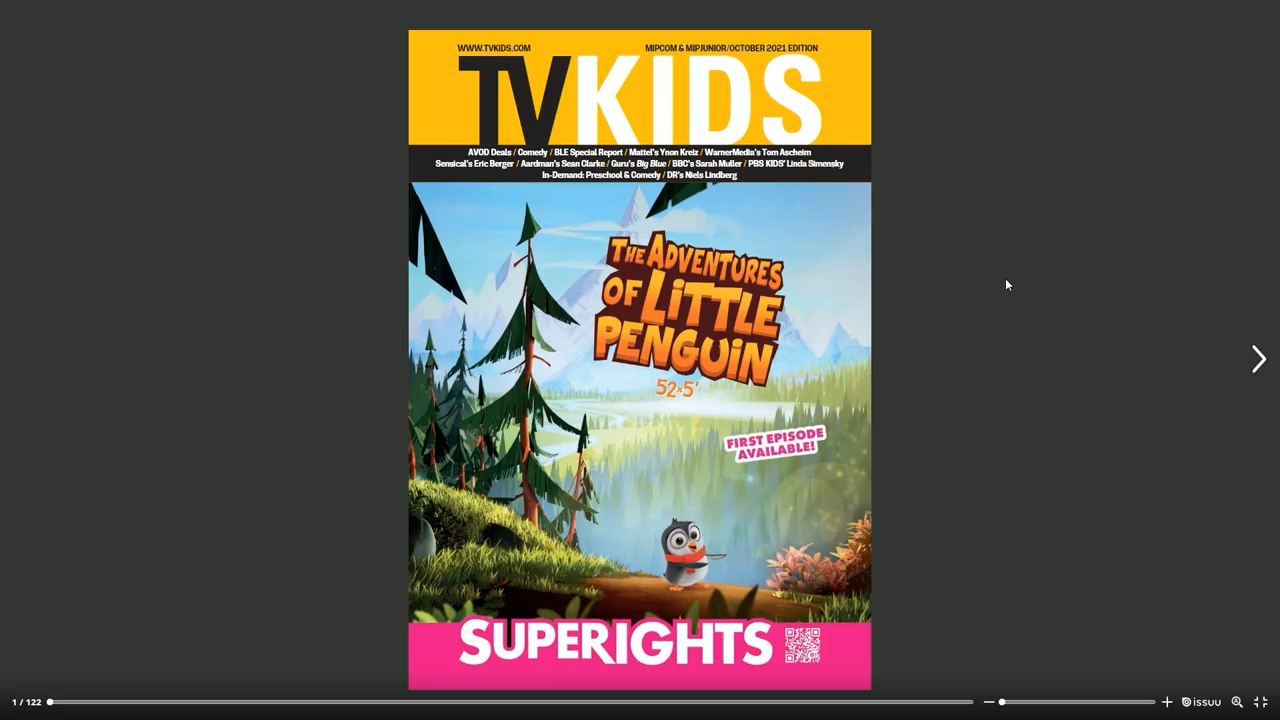 WWW.TVKIDS.COM
MIPCOM & MIPJUNIOR/OCTOBER 2021 EDITION
TVKIDS
AVOD Deals / Comedy / BLE Special Report / Mattel's Ynon Kreiz / WarnerMedia's Tom Ascheim
Sensical's Eric Berger / Aardman's Sean Clarke / Guru's Big Blue / BBC's Sarah Muller / PBS KIDS' Linda Simensky
In-Demand: Preschool & Comedy / DR's Niels Lindberg
THE ADVENTURES
OF LiTTLE
PENGUiN
52x5'
FIRST EPISODE
AVAILABLE!
SUPERIGHTS
1 / 122
issuu